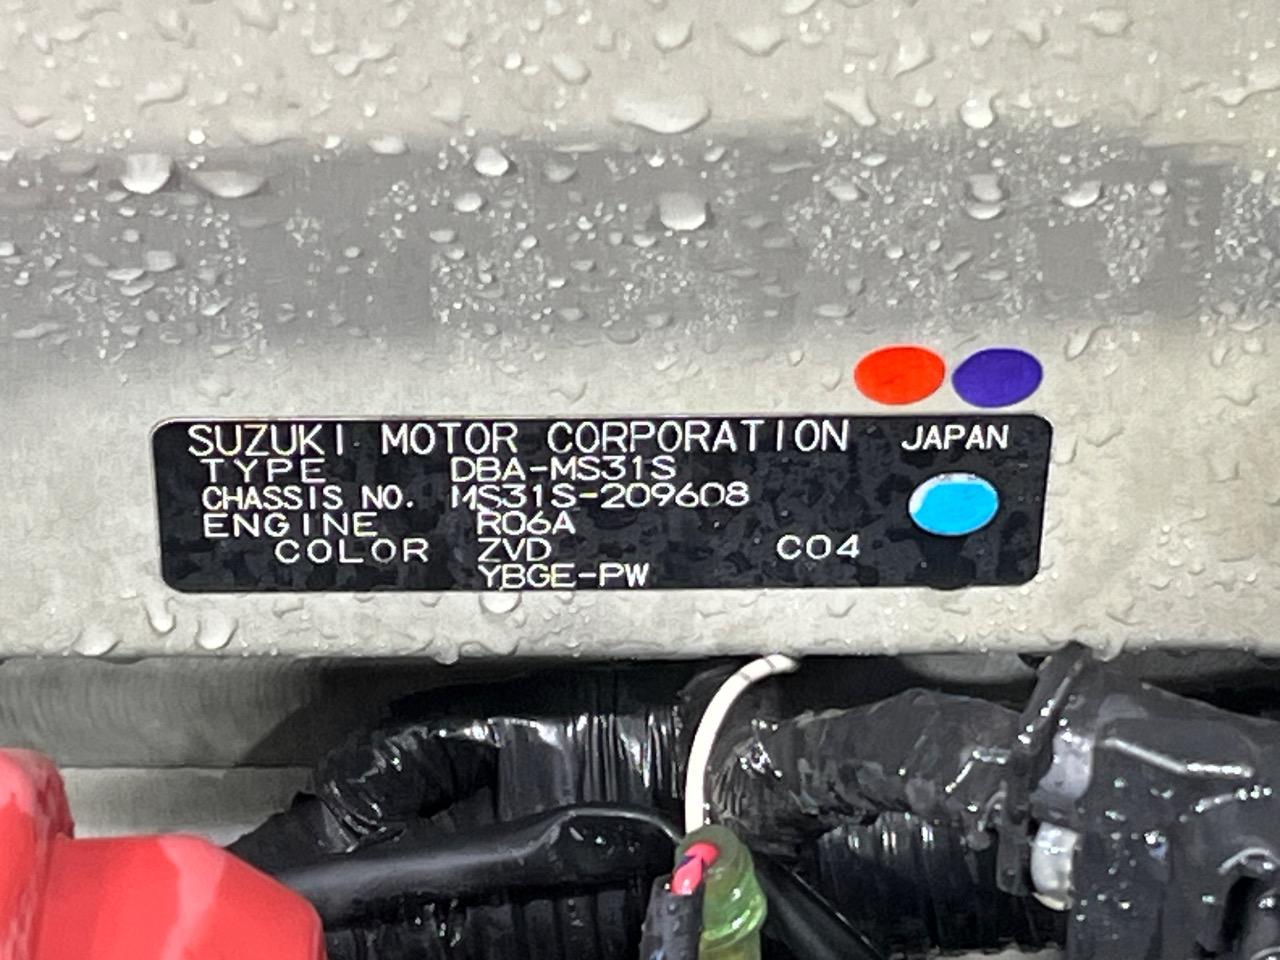 SUZUKI MOTOR CORPORATION JAPAN
TYPE DBA-MS31S
CHASSIS NO. MS31S-209608
ENGINE R06A
COLOR ZVD C04
YBGE-PW